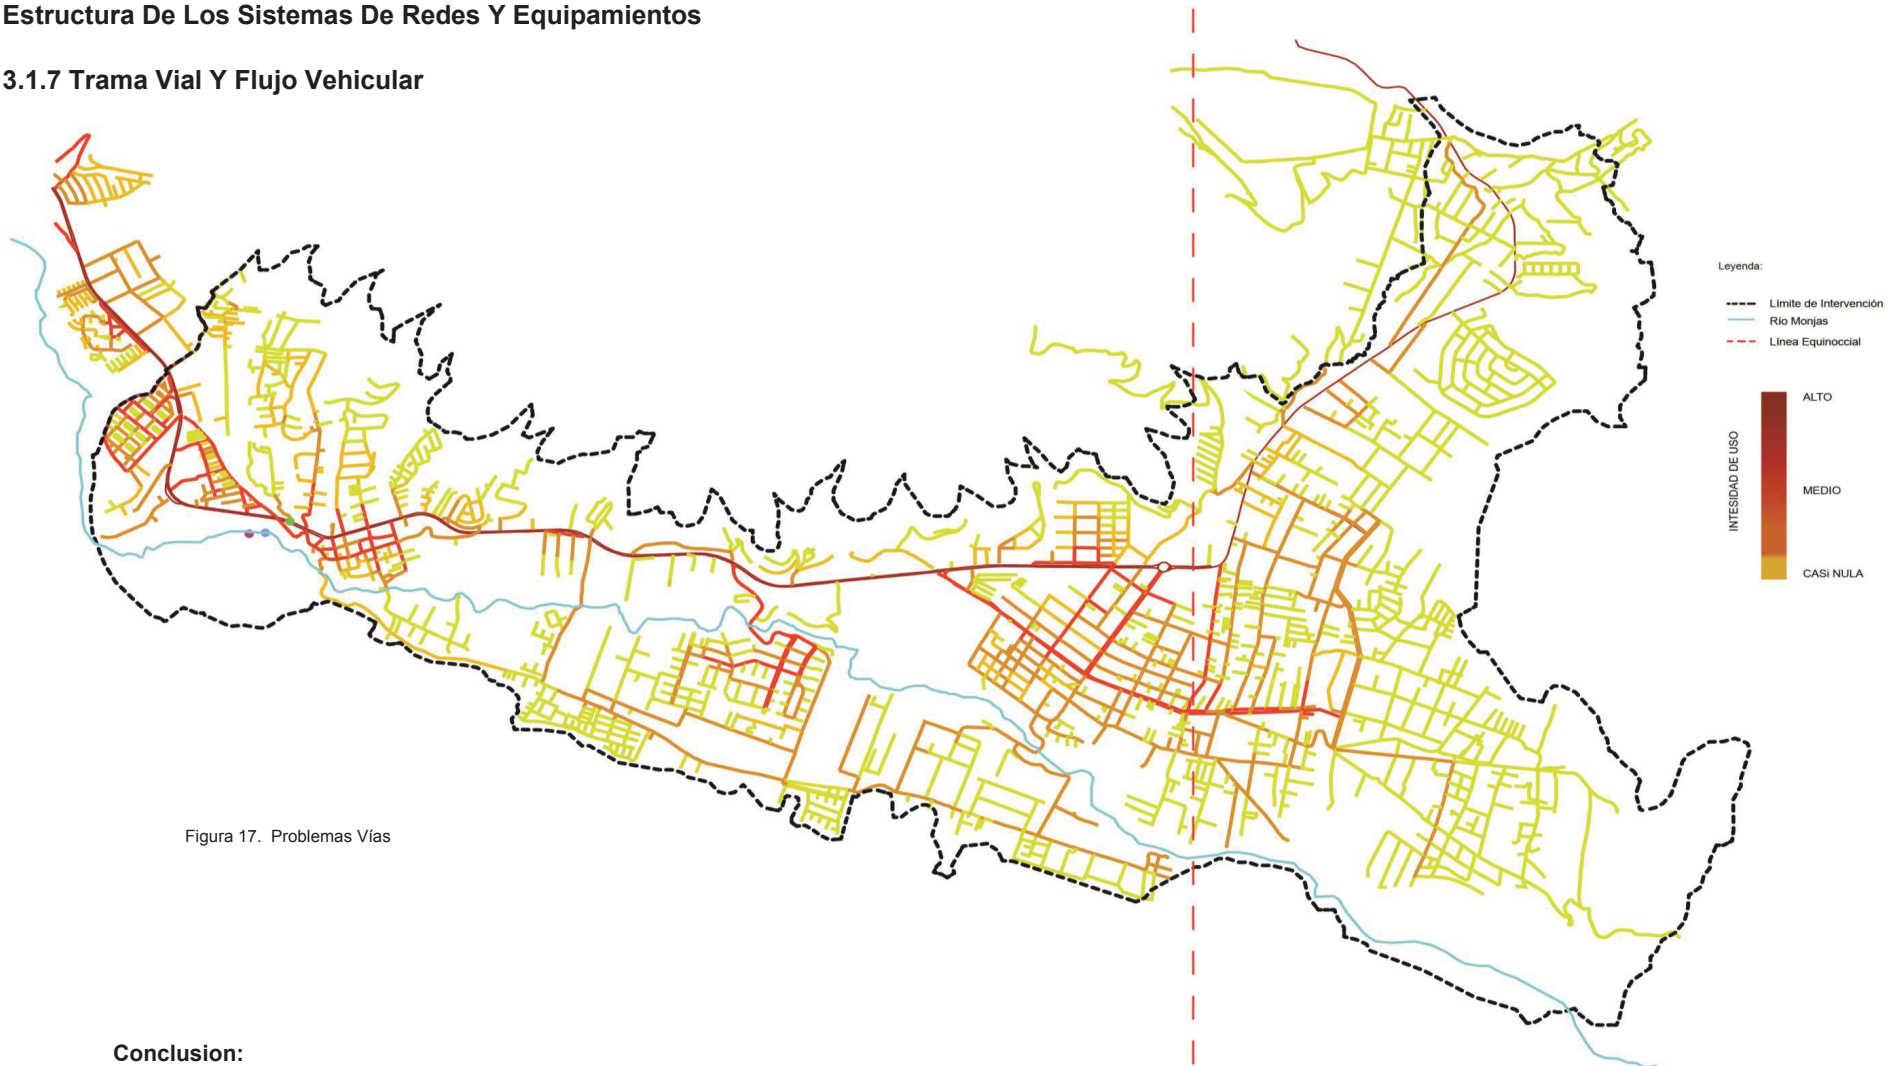 Estructura De Los Sistemas De Redes Y Equipamientos
3.1.7 Trama Vial Y Flujo Vehicular
Leyenda:
Límite de Intervención
Río Monjas
Línea Equinoccial
INTESIDAD DE USO
ALTO
MEDIO
CASi NULA
Figura 17. Problemas Vías
Conclusion: